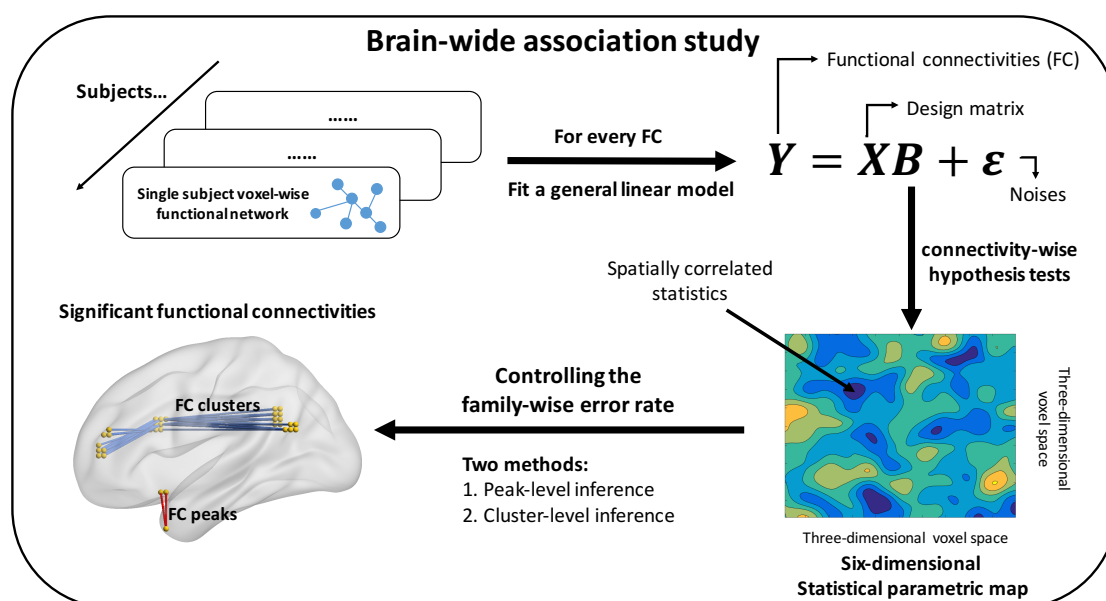 Brain-wide association study
Subjects...
......
......
Single subject voxel-wise
functional network
For every FC
Fit a general linear model
Functional connectivities (FC)
Design matrix
Y = XB + ε
Noises
connectivity-wise
hypothesis tests
Spatially correlated
statistics
Three-dimensional
voxel space
Three-dimensional voxel space
Six-dimensional
Statistical parametric map
Controlling the
family-wise error rate
Two methods:
1. Peak-level inference
2. Cluster-level inference
Significant functional connectivities
FC clusters
FC peaks